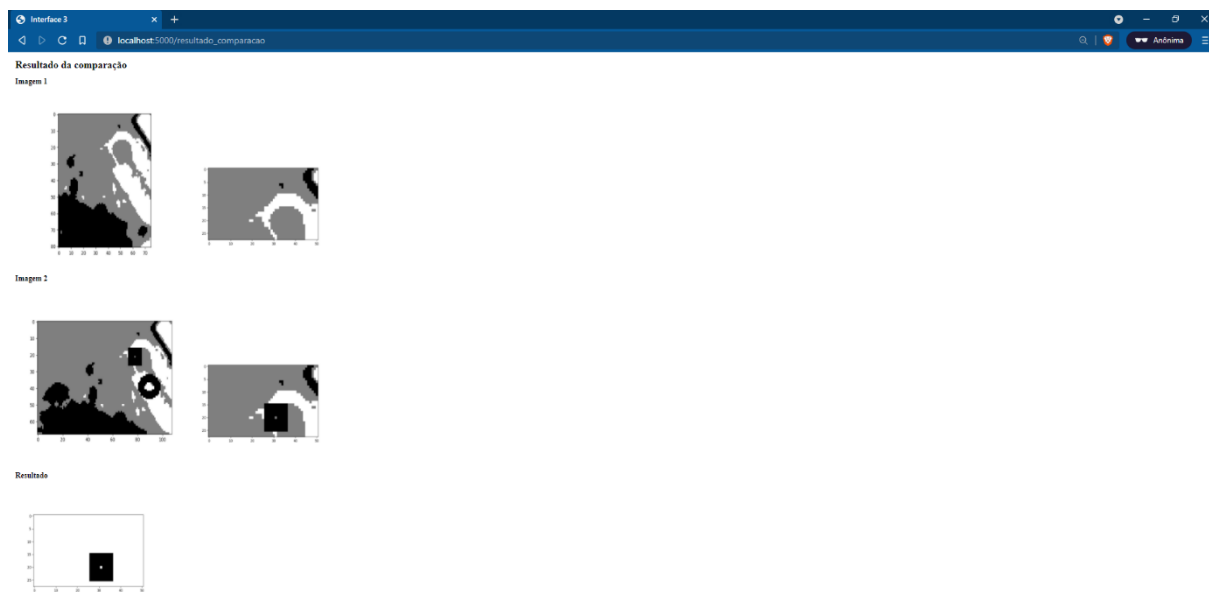 Interface 3
localhost:5000/resultado_comparacao
Anônima
Resultado da comparação
Imagem 1
Imagem 2
Resultado